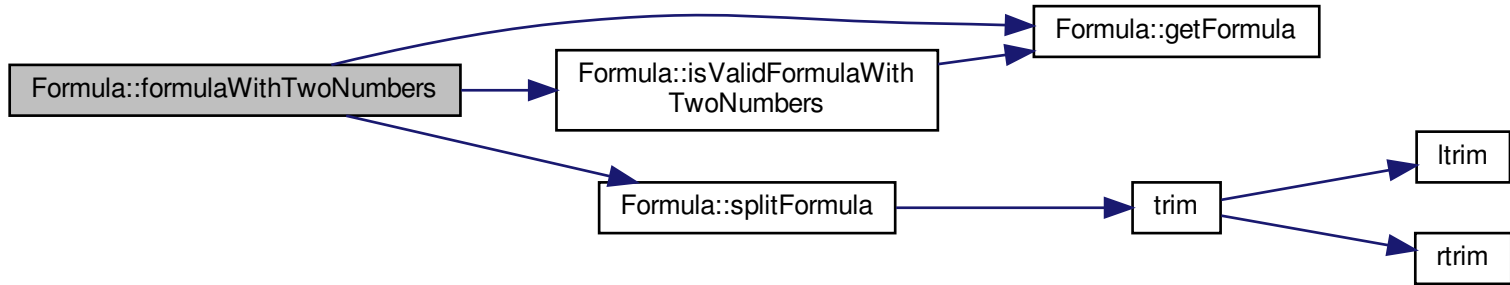 Formula::formulaWithTwoNumbers
Formula::getFormula
Formula::isValidFormulaWith
TwoNumbers
Formula::splitFormula
trim
ltrim
rtrim